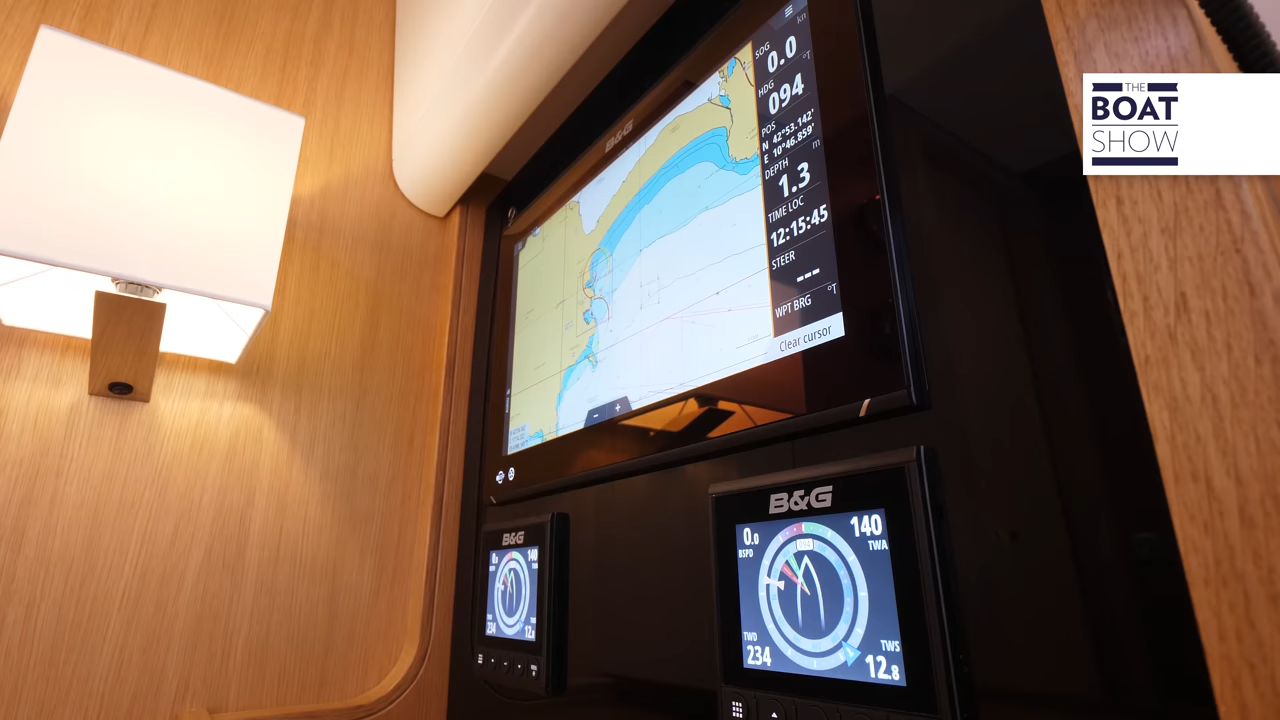 THE
BOAT
SHOW
B&G
kn
SOG
0.0
°T
HDG
094
POS
N 42°53.142'
E 10°46.859'
m
DEPTH
1.3
TIME LOC
12:15:45
STEER
---
°T
WPT BRG
Clear cursor
- +
B&G
140
TWD
234
12.8
B&G
0.0
BSPD
140
TWA
094
TWD
234
TWS
12.8